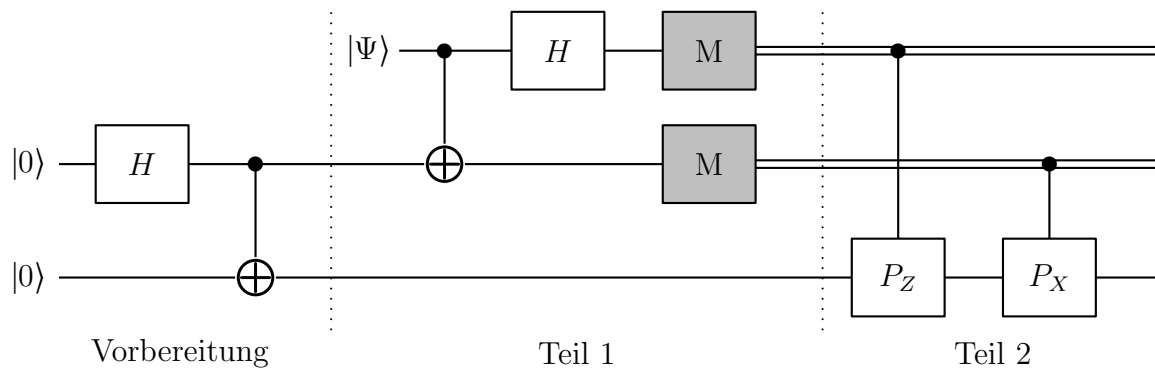 |Ψ⟩ H M
|0⟩ H M
|0⟩ P_Z P_X
Vorbereitung Teil 1 Teil 2